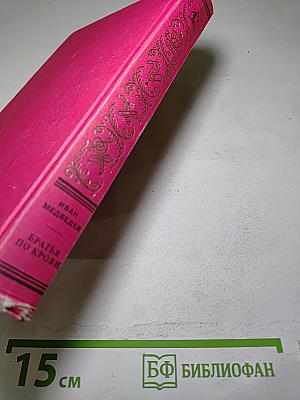 ИВАН
МЕДВЕДЕВ
БРАТЬЯ
ПО КРОВИ
15 см
БФ БИБЛИОФАН